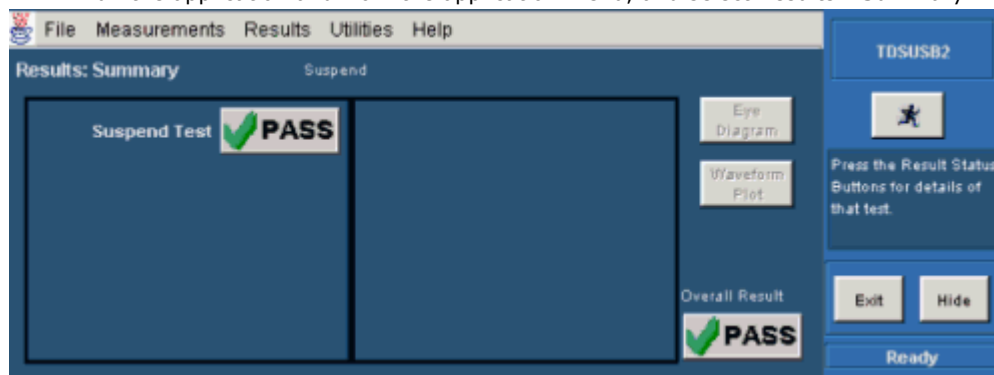 File Measurements Results Utilities Help
TDSUSB2
Results: Summary Suspend
Suspend Test PASS
Eye
Diagram
Waveform
Plot
Press the Result Status
Buttons for details of
that test.
Overall Result
PASS
Exit Hide
Ready